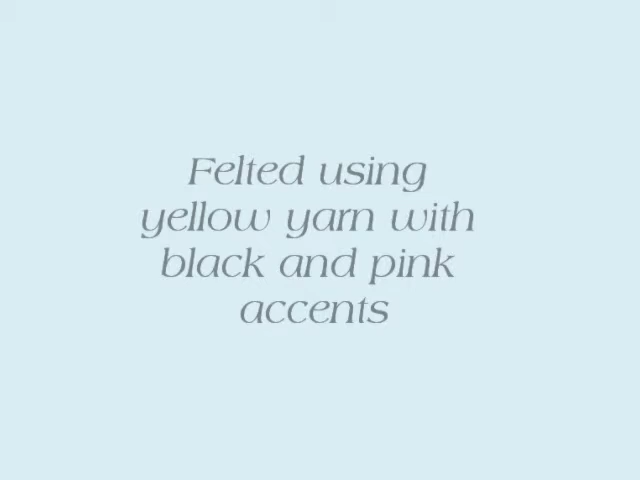 Felted using
yellow yarn with
black and pink
accents